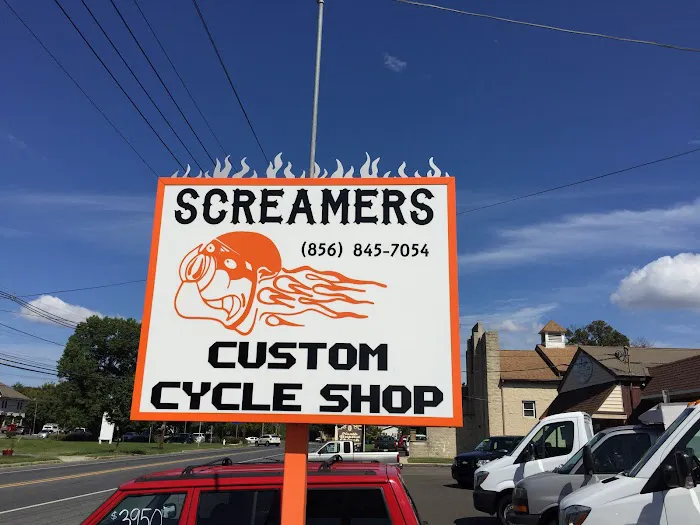 SCREAMERS
(856) 845-7054
CUSTOM
CYCLE SHOP
$3950